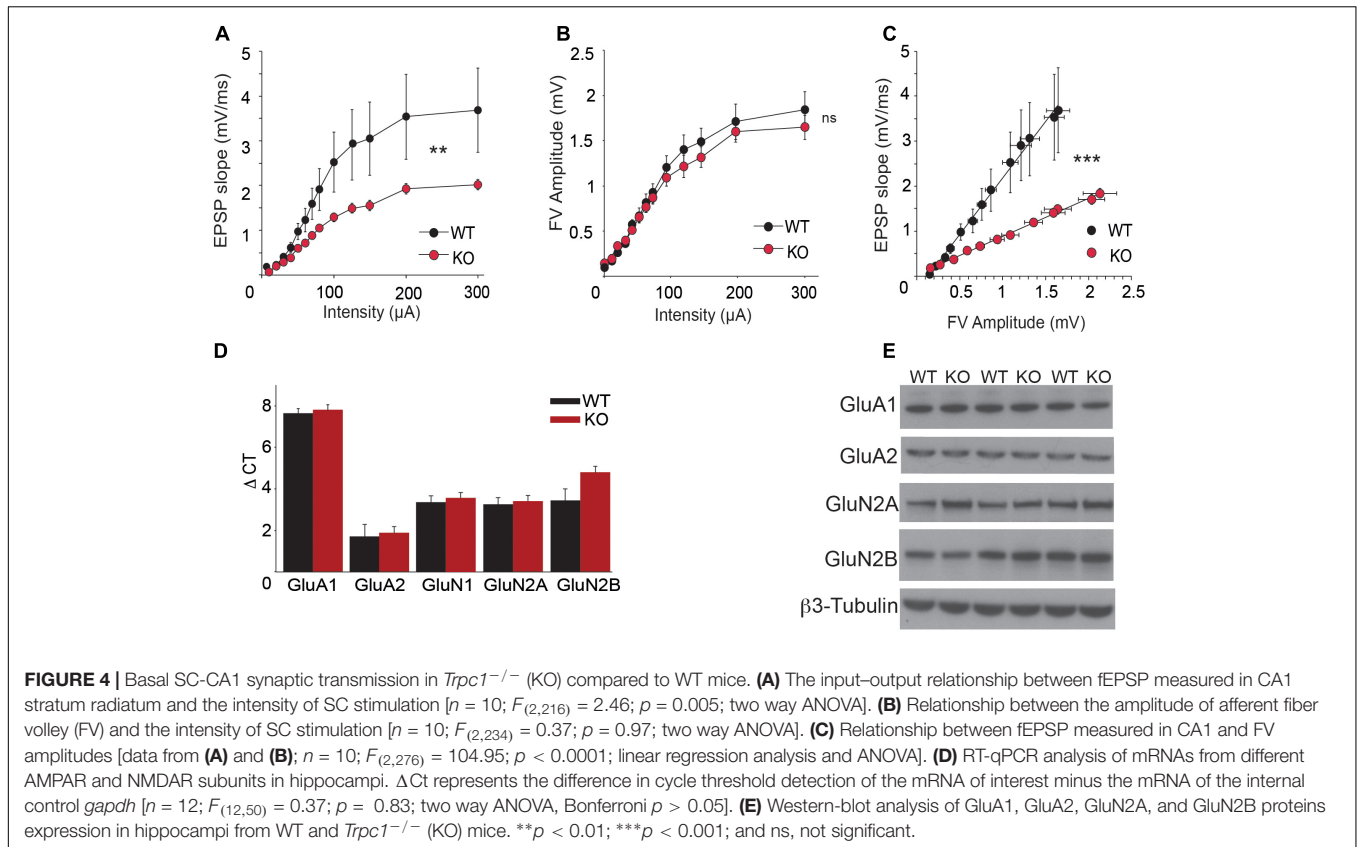 A
EPSP slope (mV/ms)
5
4
3
2
1
0
100
200
300
Intensity (µA)
**
WT
KO
B
FV Amplitude (mV)
2.5
2
1.5
1
0.5
0
100
200
300
Intensity (µA)
ns
WT
KO
C
EPSP slope (mV/ms)
5
4
3
2
1
0
0.5
1
1.5
2
2.5
FV Amplitude (mV)
***
WT
KO
D
Δ CT
8
6
4
2
0
GluA1 GluA2 GluN1 GluN2A GluN2B
WT
KO
E
WT KO WT KO WT KO
GluA1
GluA2
GluN2A
GluN2B
β3-Tubulin
FIGURE 4 | Basal SC-CA1 synaptic transmission in Trpc1−/− (KO) compared to WT mice. (A) The input–output relationship between fEPSP measured in CA1
stratum radiatum and the intensity of SC stimulation [n = 10; F(2,216) = 2.46; p = 0.005; two way ANOVA]. (B) Relationship between the amplitude of afferent fiber
volley (FV) and the intensity of SC stimulation [n = 10; F(2,234) = 0.37; p = 0.97; two way ANOVA]. (C) Relationship between fEPSP measured in CA1 and FV
amplitudes [data from (A) and (B); n = 10; F(2,276) = 104.95; p < 0.0001; linear regression analysis and ANOVA]. (D) RT-qPCR analysis of mRNAs from different
AMPAR and NMDAR subunits in hippocampi. ΔCt represents the difference in cycle threshold detection of the mRNA of interest minus the mRNA of the internal
control gapdh [n = 12; F(12,50) = 0.37; p = 0.83; two way ANOVA, Bonferroni p > 0.05]. (E) Western-blot analysis of GluA1, GluA2, GluN2A, and GluN2B proteins
expression in hippocampi from WT and Trpc1−/− (KO) mice. **p < 0.01; ***p < 0.001; and ns, not significant.